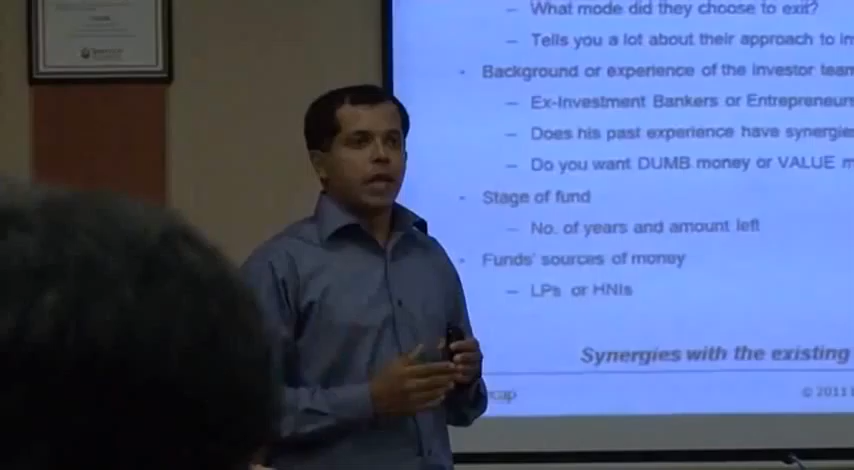 – What mode did they choose to exit?
– Tells you a lot about their approach to in
• Background or experience of the investor team
– Ex-Investment Bankers or Entrepreneurs
– Does his past experience have synergies
– Do you want DUMB money or VALUE m
• Stage of fund
– No. of years and amount left
• Funds' sources of money
– LPs or HNIs
Synergies with the existing
cap
© 2011